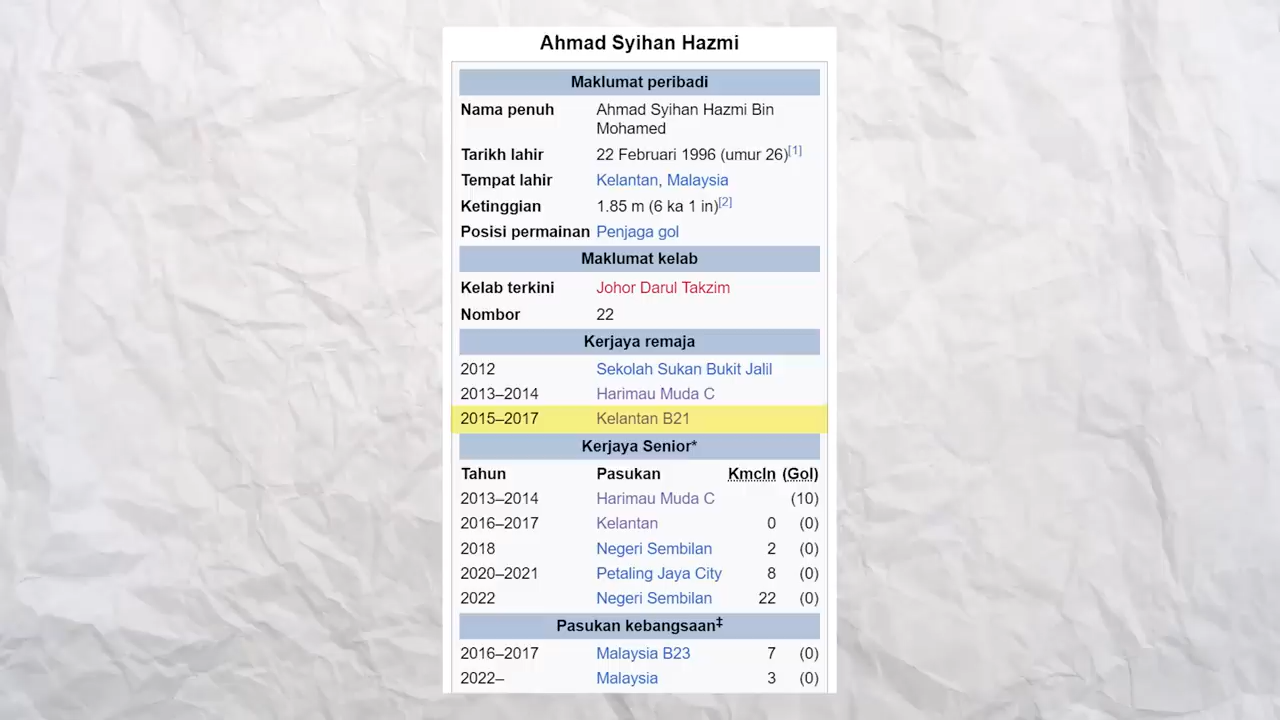 Ahmad Syihan Hazmi
Maklumat peribadi
Nama penuh Ahmad Syihan Hazmi Bin
Mohamed
Tarikh lahir 22 Februari 1996 (umur 26)[1]
Tempat lahir Kelantan, Malaysia
Ketinggian 1.85 m (6 ka 1 in)[2]
Posisi permainan Penjaga gol
Maklumat kelab
Kelab terkini Johor Darul Takzim
Nombor 22
Kerjaya remaja
2012 Sekolah Sukan Bukit Jalil
2013–2014 Harimau Muda C
2015–2017 Kelantan B21
Kerjaya Senior*
Tahun Pasukan Kmcln (Gol)
2013–2014 Harimau Muda C (10)
2016–2017 Kelantan 0 (0)
2018 Negeri Sembilan 2 (0)
2020–2021 Petaling Jaya City 8 (0)
2022 Negeri Sembilan 22 (0)
Pasukan kebangsaan‡
2016–2017 Malaysia B23 7 (0)
2022– Malaysia 3 (0)